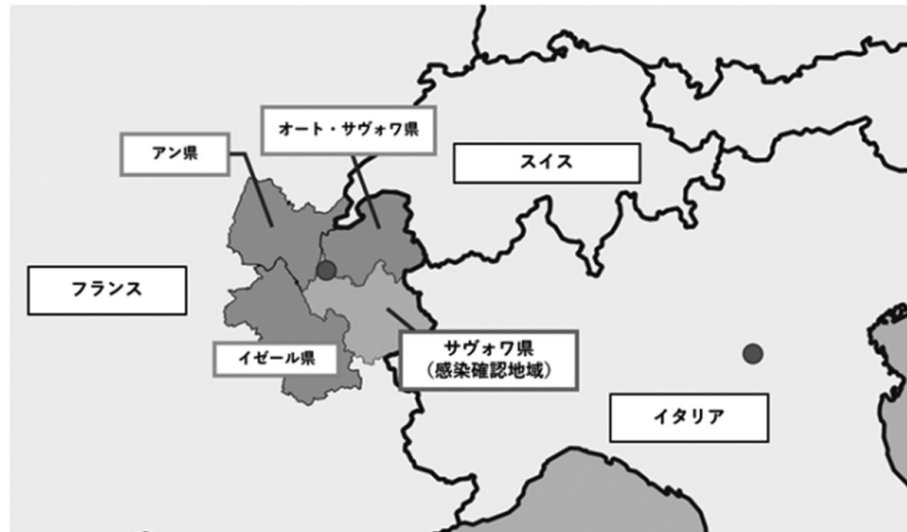 オート・サヴォワ県
アン県
スイス
フランス
サヴォワ県
（感染確認地域）
イゼール県
イタリア